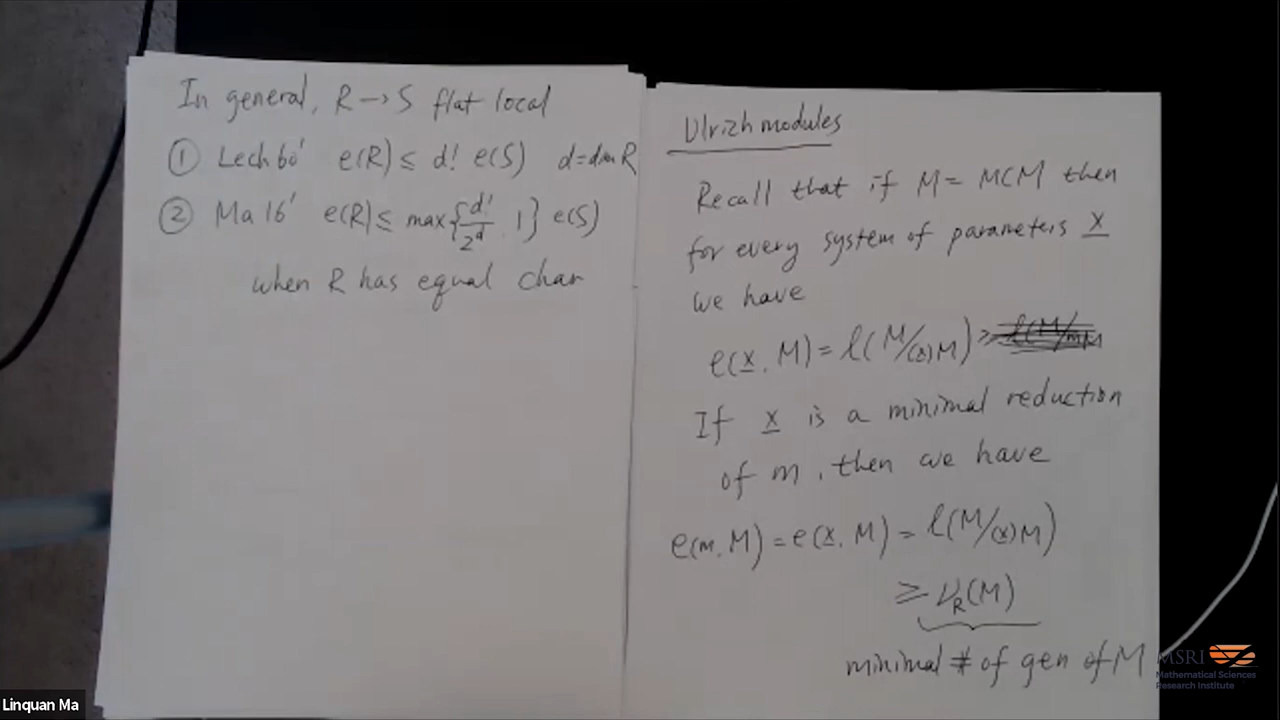 In general, R → S flat local
① Lech 60' e(R) ≤ d! e(S) d=dim R
② Ma 16' e(R) ≤ max{d!/2^d, 1} e(S)
when R has equal char
Ulrich modules
Recall that if M = MCM then
for every system of parameters x
we have
e(x, M) = l(M/(x)M) ≥
If x is a minimal reduction
of m, then we have
e(m, M) = e(x, M) = l(M/(x)M)
≥ ν_R(M)
minimal # of gen of M
MSRI
Mathematical Sciences
Research Institute
Linquan Ma